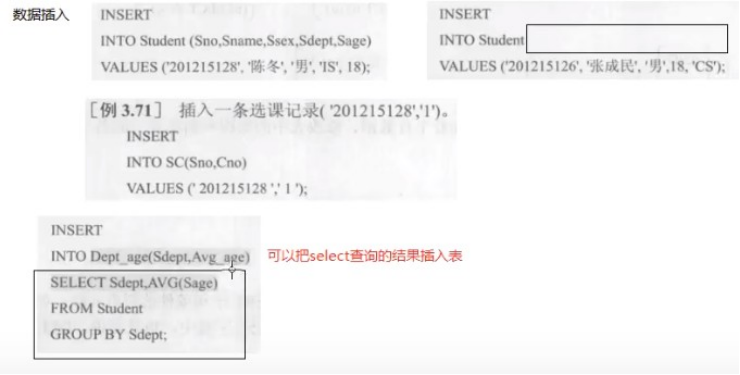 数据插入
INSERT
INTO Student (Sno,Sname,Ssex,Sdept,Sage)
VALUES ('201215128', '陈冬', '男', 'IS', 18);
INSERT
INTO Student
VALUES ('201215126', '张成民', '男',18, 'CS');
[例 3.71] 插入一条选课记录( '201215128','1')。
INSERT
INTO SC(Sno,Cno)
VALUES (' 201215128 ',' 1 ');
INSERT
INTO Dept_age(Sdept,Avg_age)
可以把select查询的结果插入表
SELECT Sdept,AVG(Sage)
FROM Student
GROUP BY Sdept;